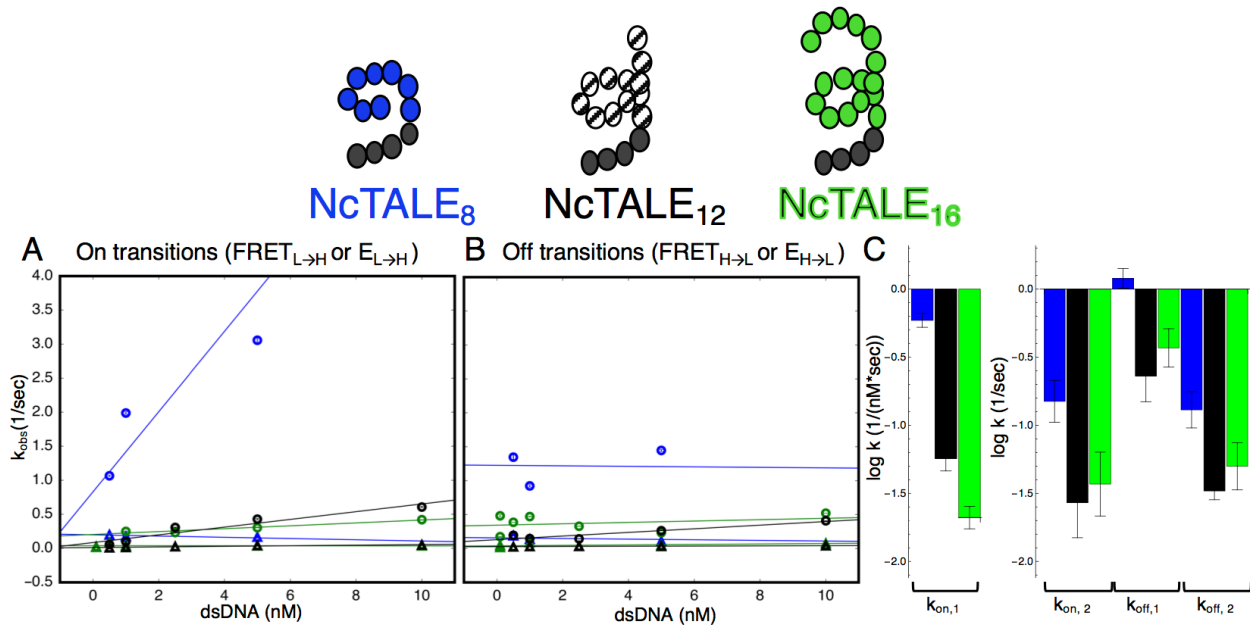 NcTALE8 NcTALE12 NcTALE16
A On transitions (FRETL→H or EL→H)
B Off transitions (FRETH→L or EH→L)
C
kobs(1/sec)
4.0
3.5
3.0
2.5
2.0
1.5
1.0
0.5
0.0
−0.5
0 2 4 6 8 10
dsDNA (nM)
0 2 4 6 8 10
dsDNA (nM)
log k (1/(nM*sec))
0.0
-0.5
-1.0
-1.5
-2.0
kon,1
log k (1/sec)
0.0
-0.5
-1.0
-1.5
-2.0
kon, 2 koff,1 koff, 2